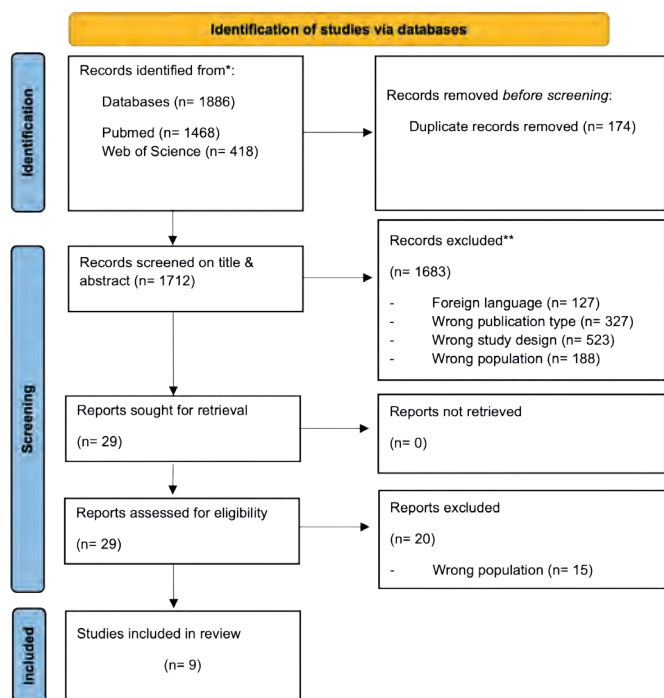 Identification of studies via databases
Identification
Records identified from*:
Databases (n= 1886)
Pubmed (n= 1468)
Web of Science (n= 418)
Records removed before screening:
Duplicate records removed (n= 174)
Screening
Records screened on title &
abstract (n= 1712)
Records excluded**
(n= 1683)
- Foreign language (n= 127)
- Wrong publication type (n= 327)
- Wrong study design (n= 523)
- Wrong population (n= 188)
Reports sought for retrieval
(n= 29)
Reports not retrieved
(n= 0)
Reports assessed for eligibility
(n= 29)
Reports excluded
(n= 20)
- Wrong population (n= 15)
Included
Studies included in review
(n= 9)